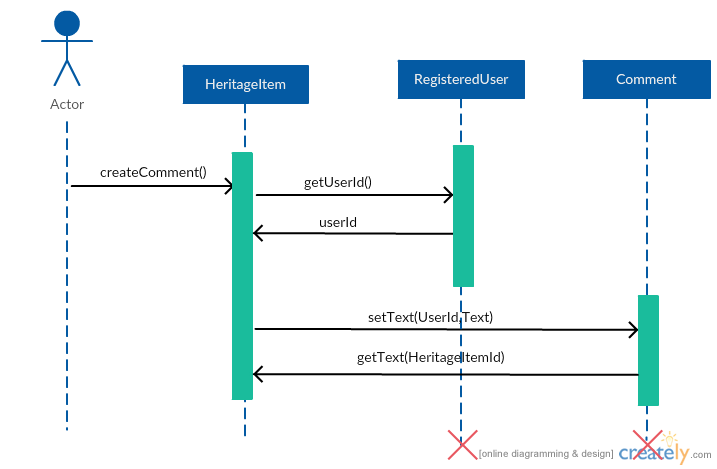 Actor
HeritageItem
RegisteredUser
Comment
createComment()
getUserId()
userId
setText(UserId,Text)
getText(HeritageItemId)
[online diagramming & design] creately.com